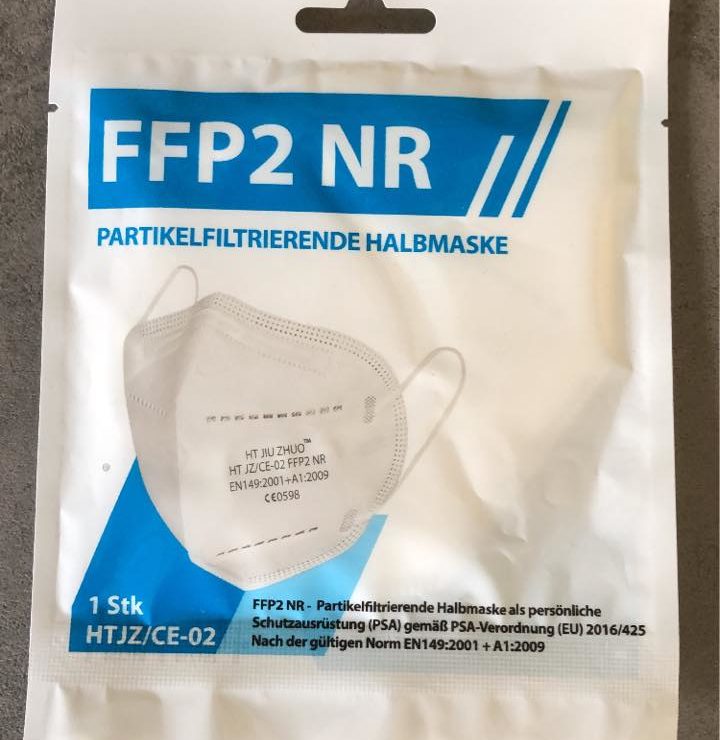 FFP2 NR
PARTIKELFILTRIERENDE HALBMASKE
HT JIU ZHUO™
HT JZ/CE-02 FFP2 NR
EN149:2001+A1:2009
CE0598
1 Stk
HTJZ/CE-02
FFP2 NR - Partikelfiltrierende Halbmaske als persönliche
Schutzausrüstung (PSA) gemäß PSA-Verordnung (EU) 2016/425
Nach der gültigen Norm EN149:2001 + A1:2009